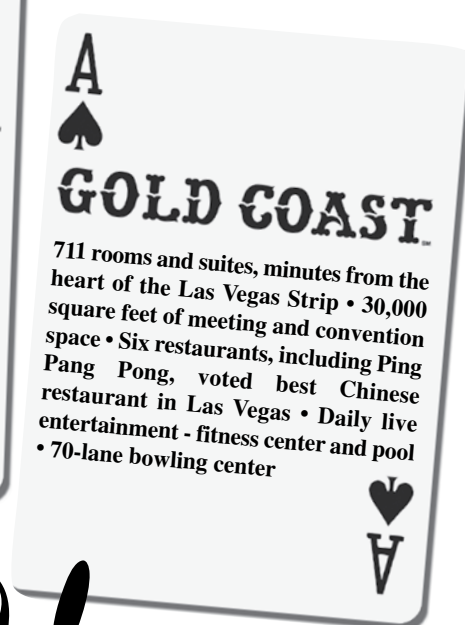 A
GOLD COAST℠
711 rooms and suites, minutes from the
heart of the Las Vegas Strip • 30,000
square feet of meeting and convention
space • Six restaurants, including Ping
Pang Pong, voted best Chinese
restaurant in Las Vegas • Daily live
entertainment - fitness center and pool
• 70-lane bowling center
A